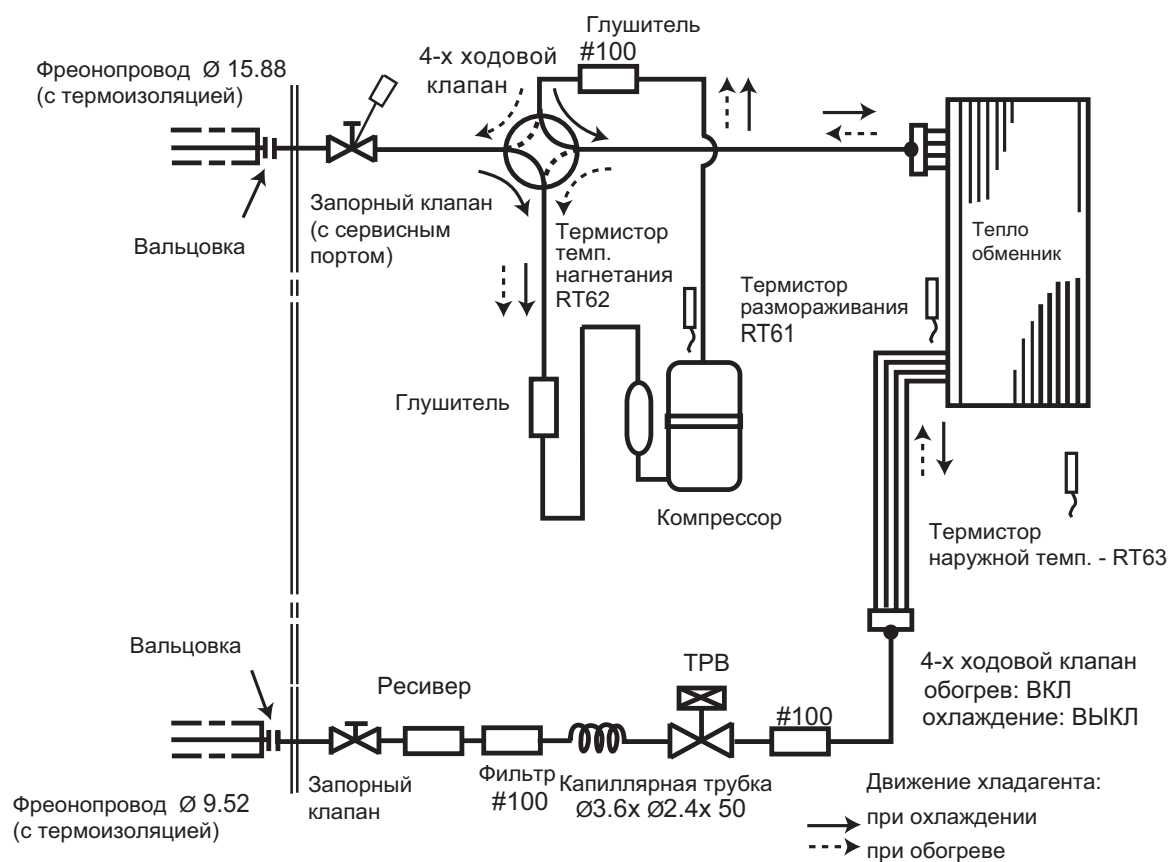 Глушитель
#100
4-х ходовой
клапан
Фреонопровод Ø 15.88
(с термоизоляцией)
Вальцовка
Запорный клапан
(с сервисным
портом)
Термистор
темп.
нагнетания
RT62
Термистор
размораживания
RT61
Тепло
обменник
Глушитель
Компрессор
Термистор
наружной темп. - RT63
Вальцовка
Ресивер
ТРВ
#100
4-х ходовой клапан
обогрев: ВКЛ
охлаждение: ВЫКЛ
Фреонопровод Ø 9.52
(с термоизоляцией)
Запорный
клапан
Фильтр
#100
Капиллярная трубка
Ø3.6x Ø2.4x 50
Движение хладагента:
при охлаждении
при обогреве